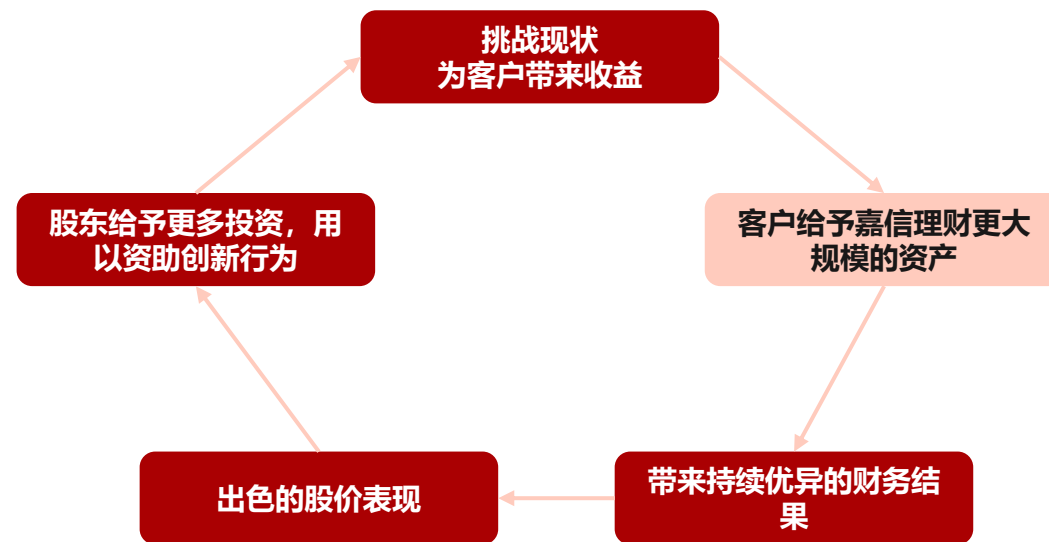 挑战现状
为客户带来收益
股东给予更多投资，用
以资助创新行为
客户给予嘉信理财更大
规模的资产
出色的股价表现
带来持续优异的财务结
果